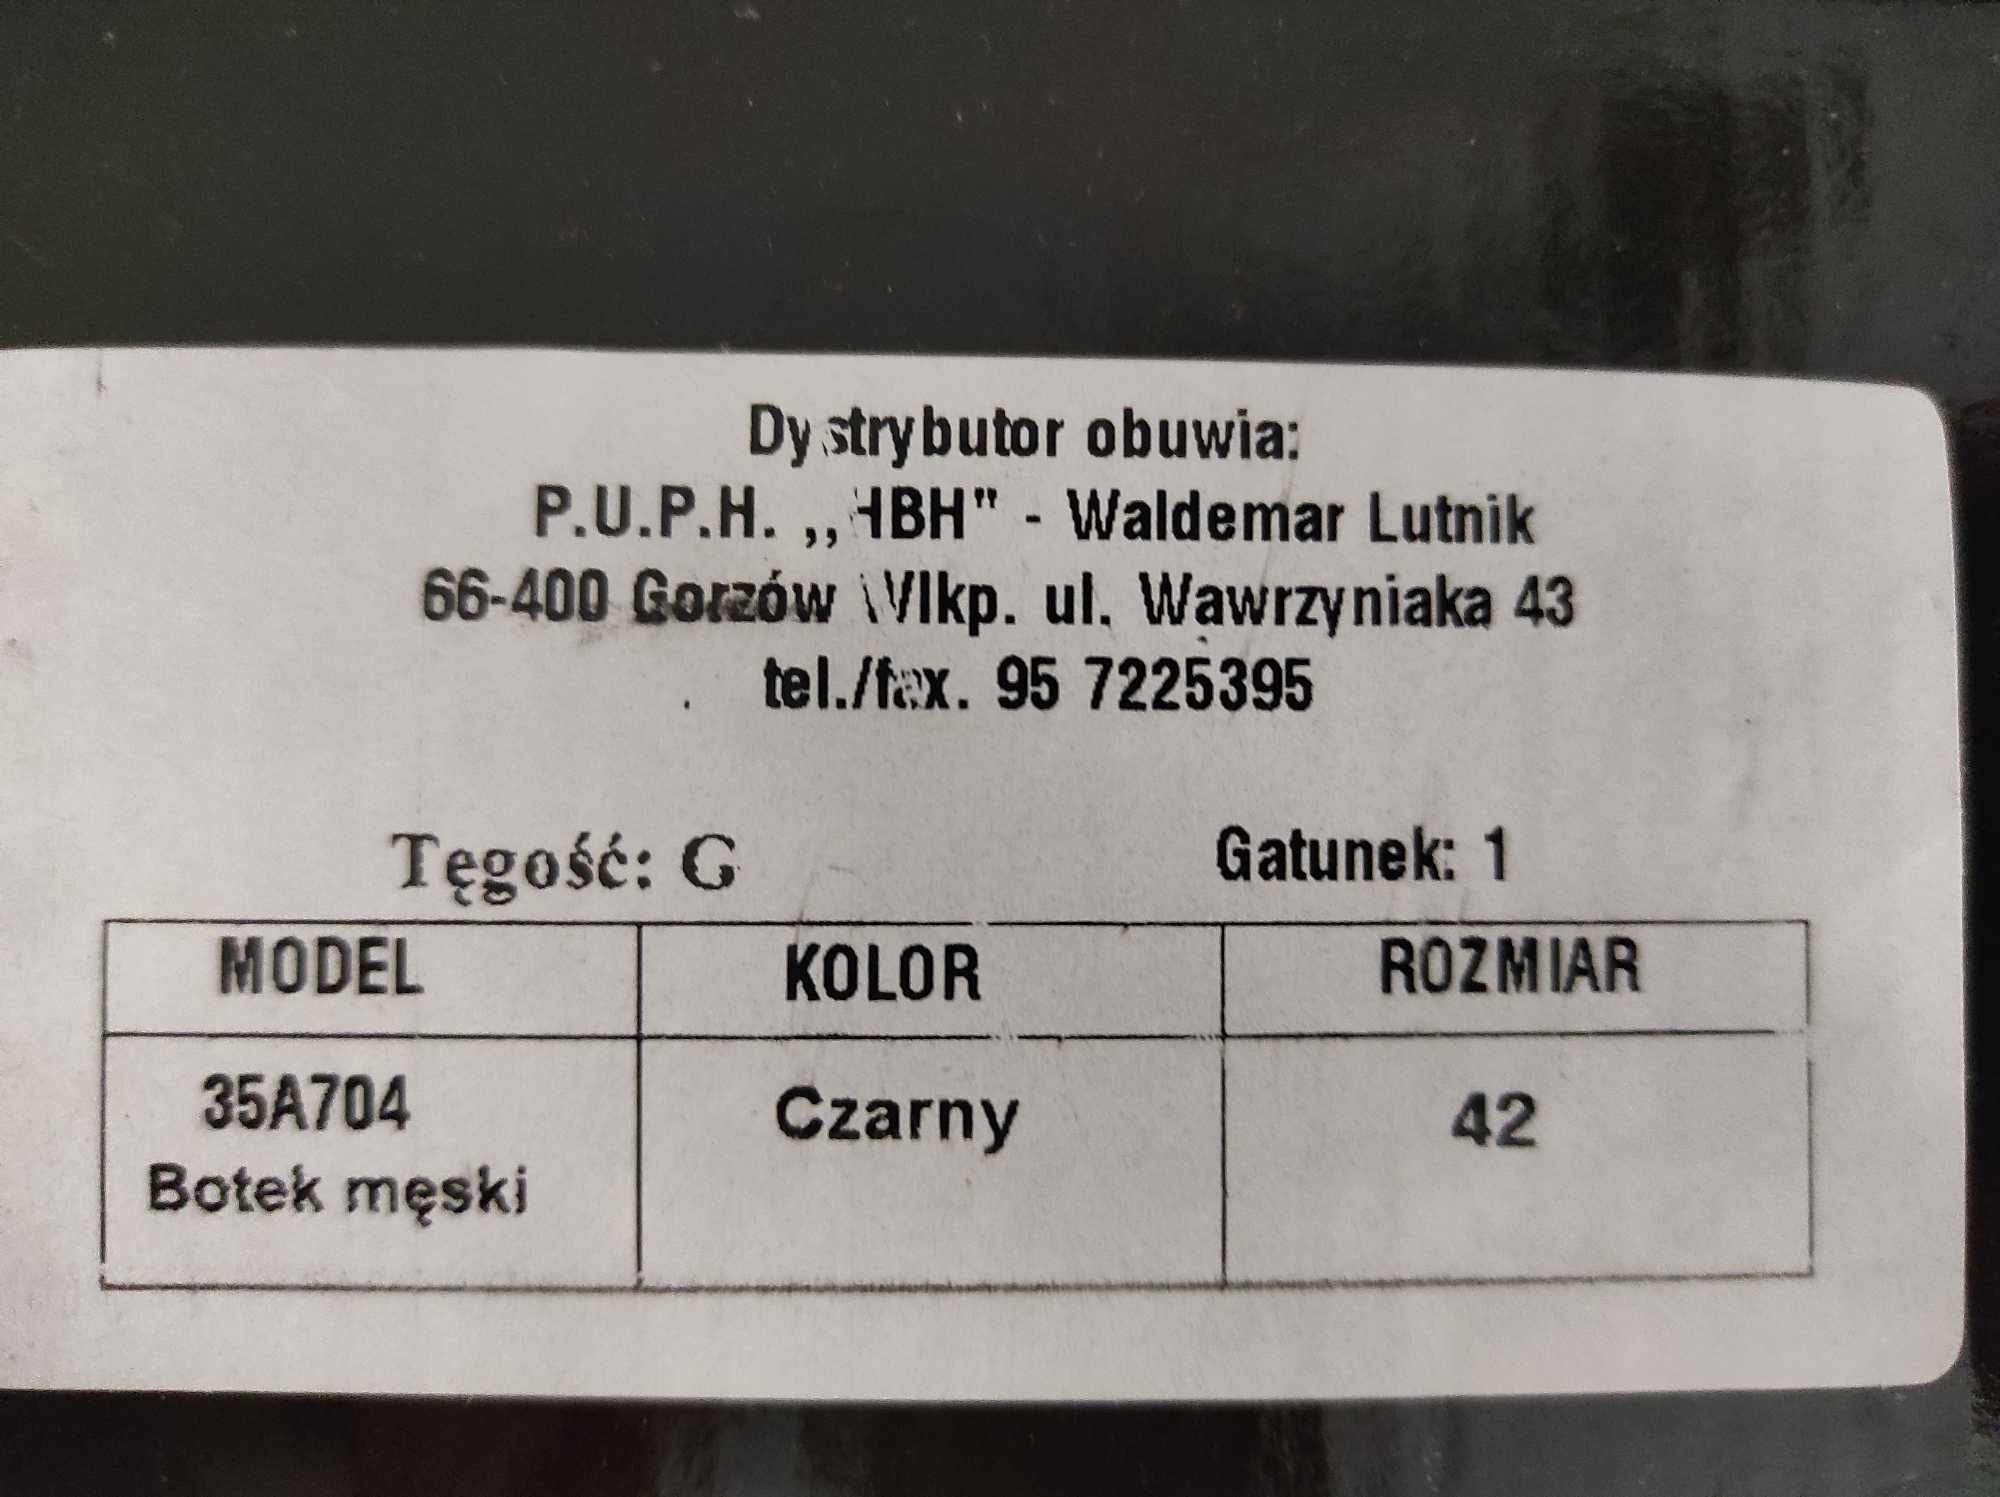 Dystrybutor obuwia:
P.U.P.H. ,,HBH" - Waldemar Lutnik
66-400 Gorzów Wlkp. ul. Wawrzyniaka 43
tel./fax. 95 7225395
Tęgość: G Gatunek: 1
MODEL KOLOR ROZMIAR
35A704 Czarny 42
Botek męski